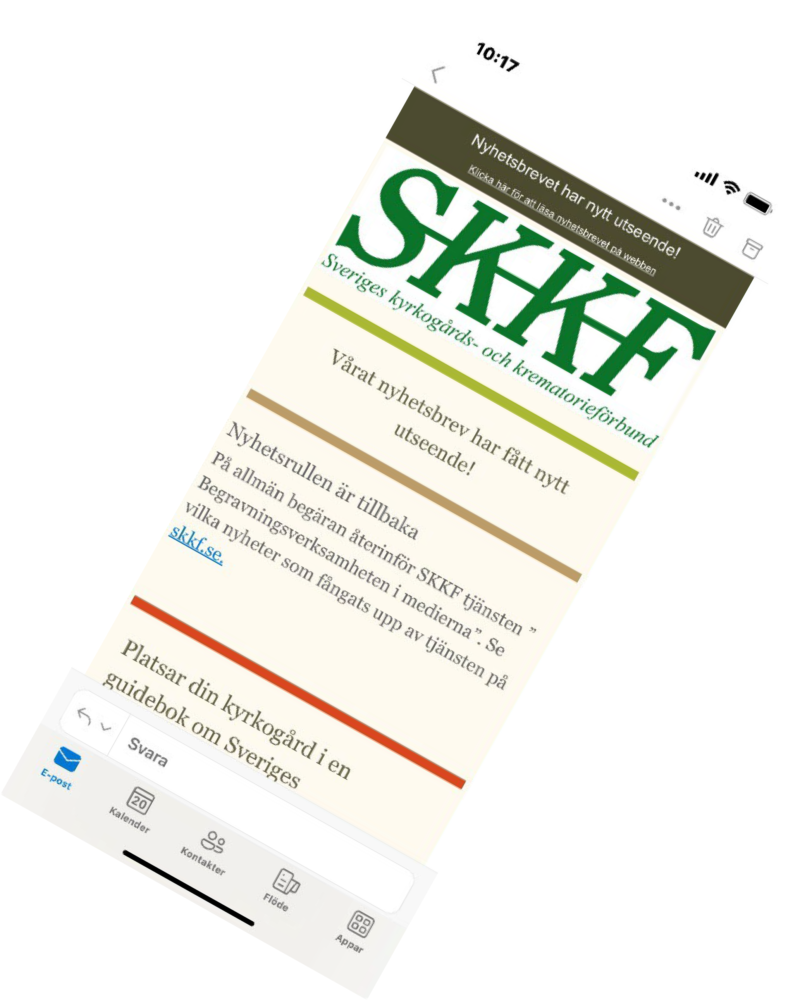 10:17
Nyhetsbrevet har nytt utseende!
Klicka här för att läsa nyhetsbrevet på webben
SKKF
Sveriges kyrkogårds- och krematorieförbund
Vårat nyhetsbrev har fått nytt
utseende!
Nyhetsrullen är tillbaka
På allmän begäran återinför SKKF tjänsten ”
Begravningsverksamheten i medierna”. Se
vilka nyheter som fångats upp av tjänsten på
skkf.se.
Platsar din kyrkogård i en
guidebok om Sveriges
Svara
E-post
20
Kalender
Kontakter
Flöde
Appar